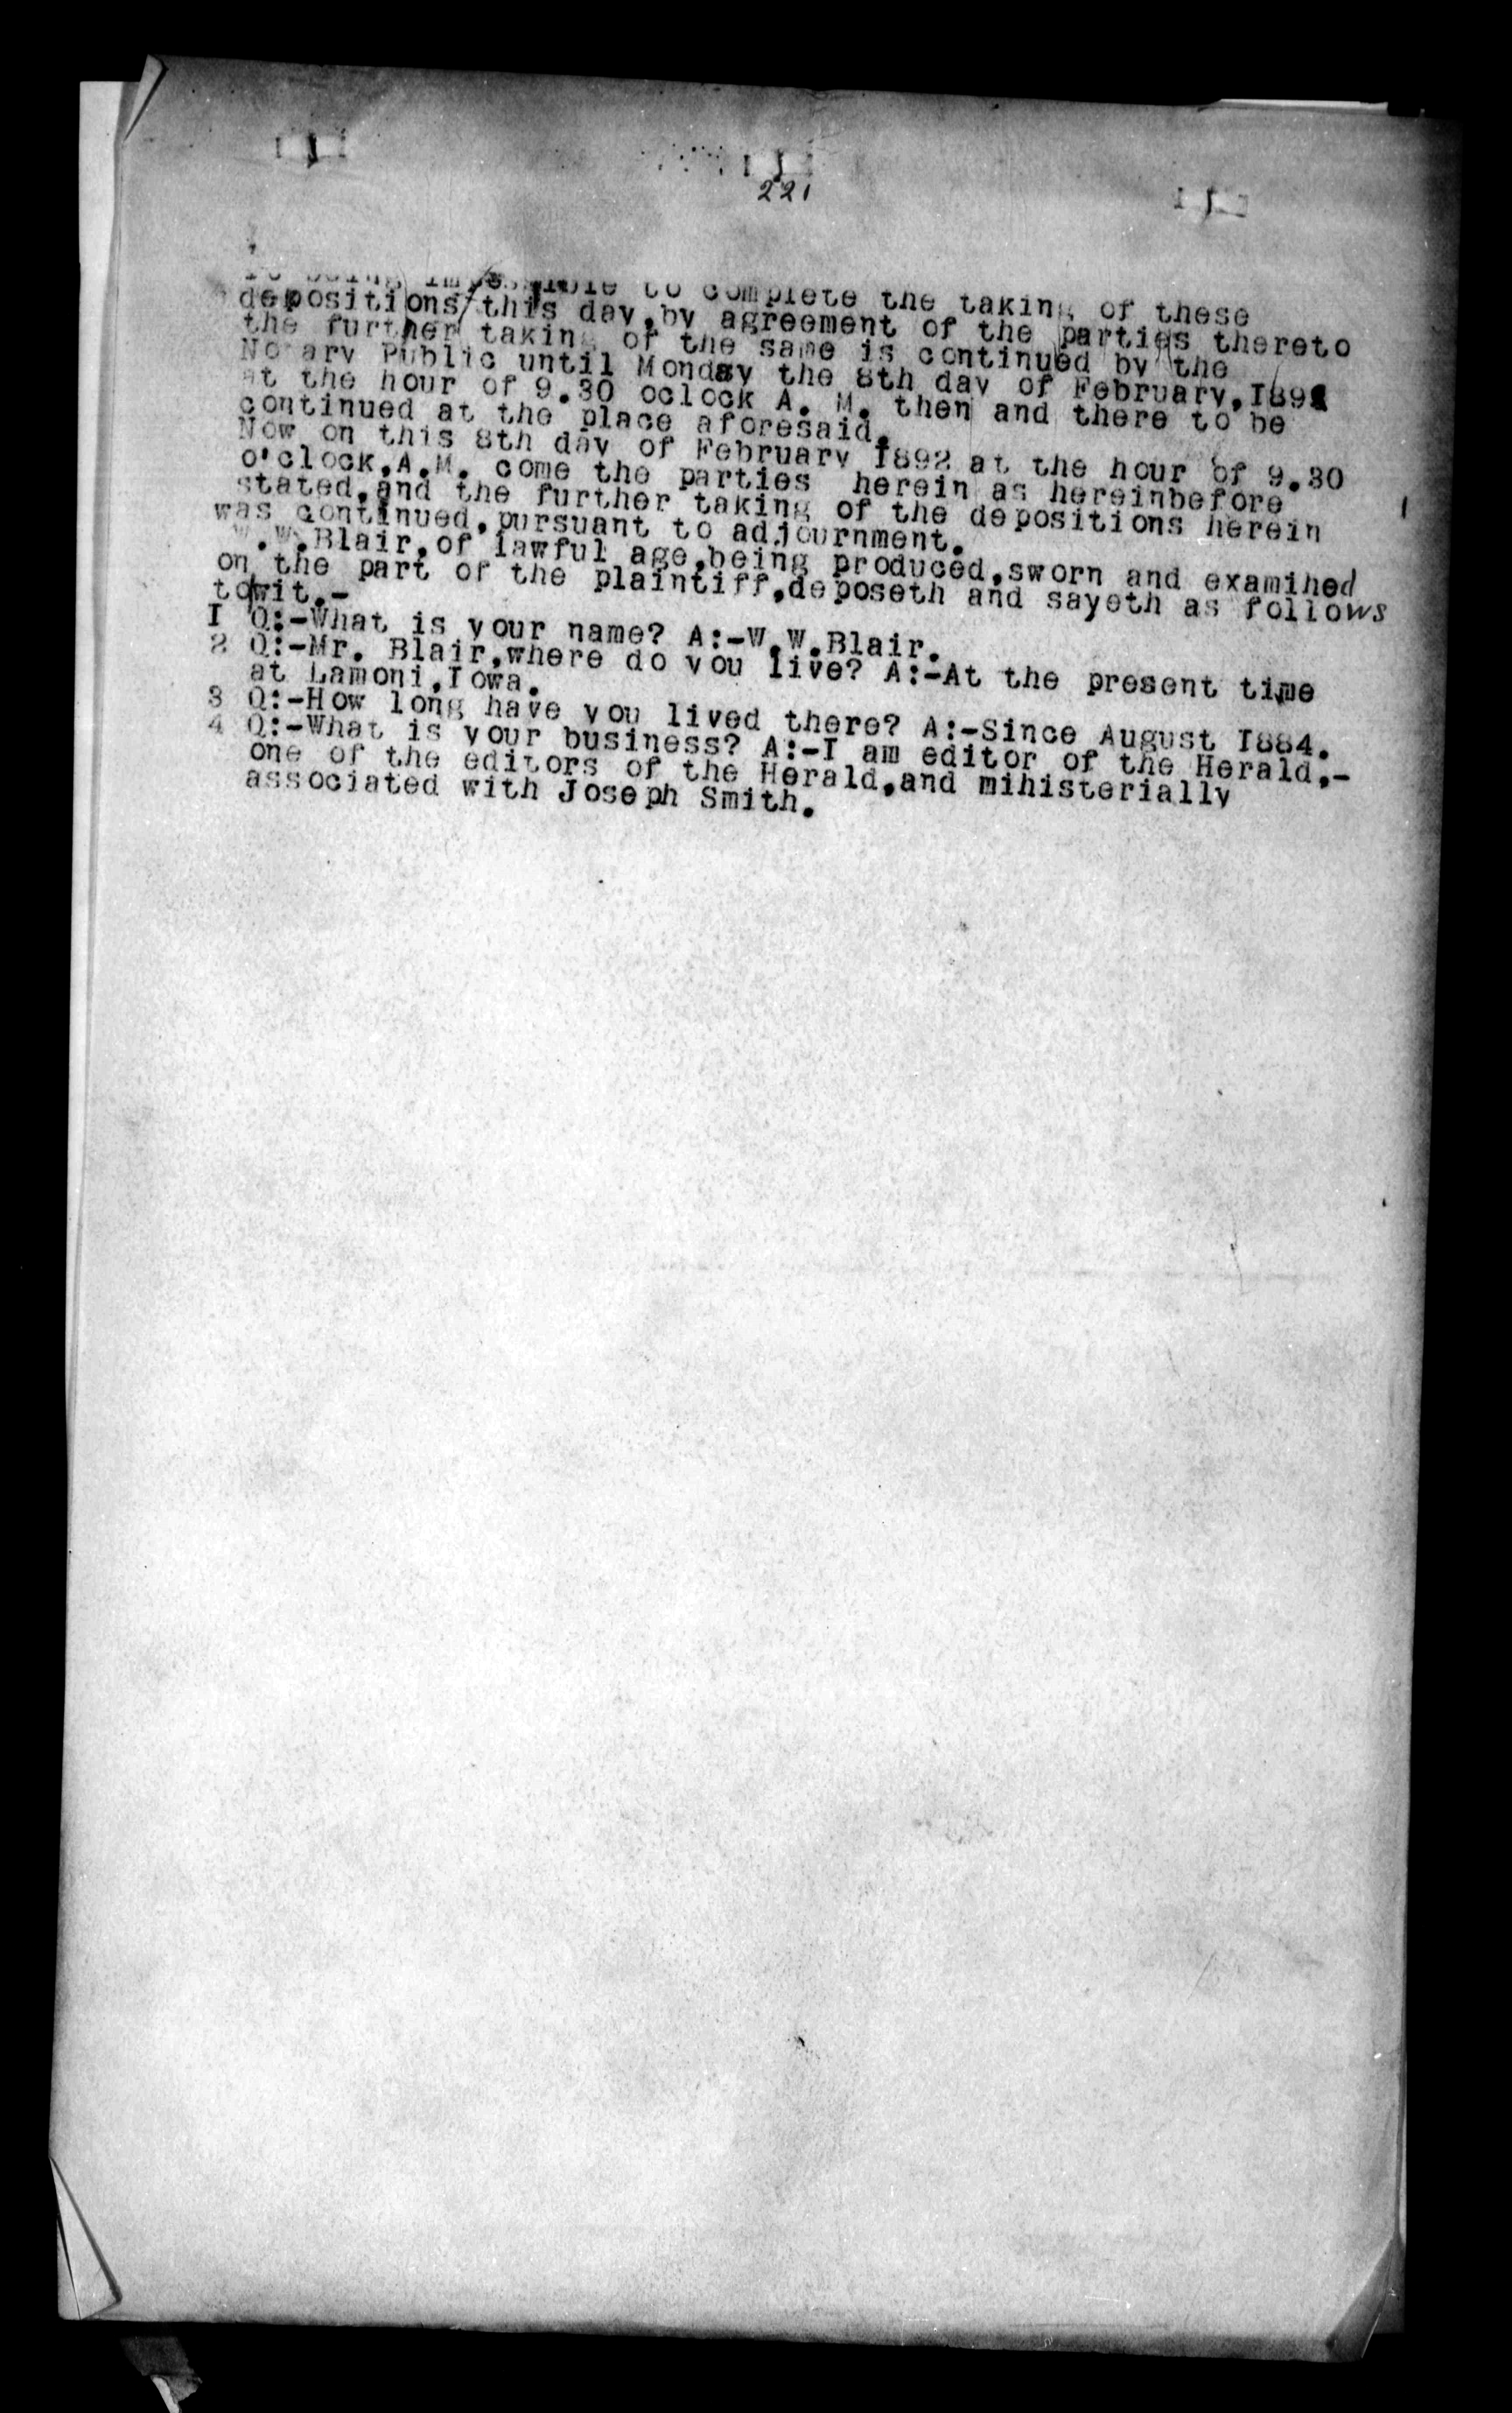 221
It being impossible to complete the taking of these
depositions this day,by agreement of the parties thereto
the further taking of the same is continued by the
Notary Public until Monday the 8th day of February,I892
at the hour of 9.30 oclock A. M. then and there to be
continued at the place aforesaid.
Now on this 8th day of February I892 at the hour of 9.30
o'clock,A.M. come the parties herein as hereinbefore
stated,and the further taking of the depositions herein
was continued,pursuant to adjournment.
W.W.Blair,of lawful age,being produced,sworn and examihed
on the part of the plaintiff,deposeth and sayeth as follows
towit.-
I Q:-What is your name? A:-W.W.Blair.
2 Q:-Mr. Blair,where do you live? A:-At the present time
at Lamoni,Iowa.
3 Q:-How long have you lived there? A:-Since August I884.
4 Q:-What is your business? A:-I am editor of the Herald,-
one of the editors of the Herald,and mihisterially
associated with Joseph Smith.